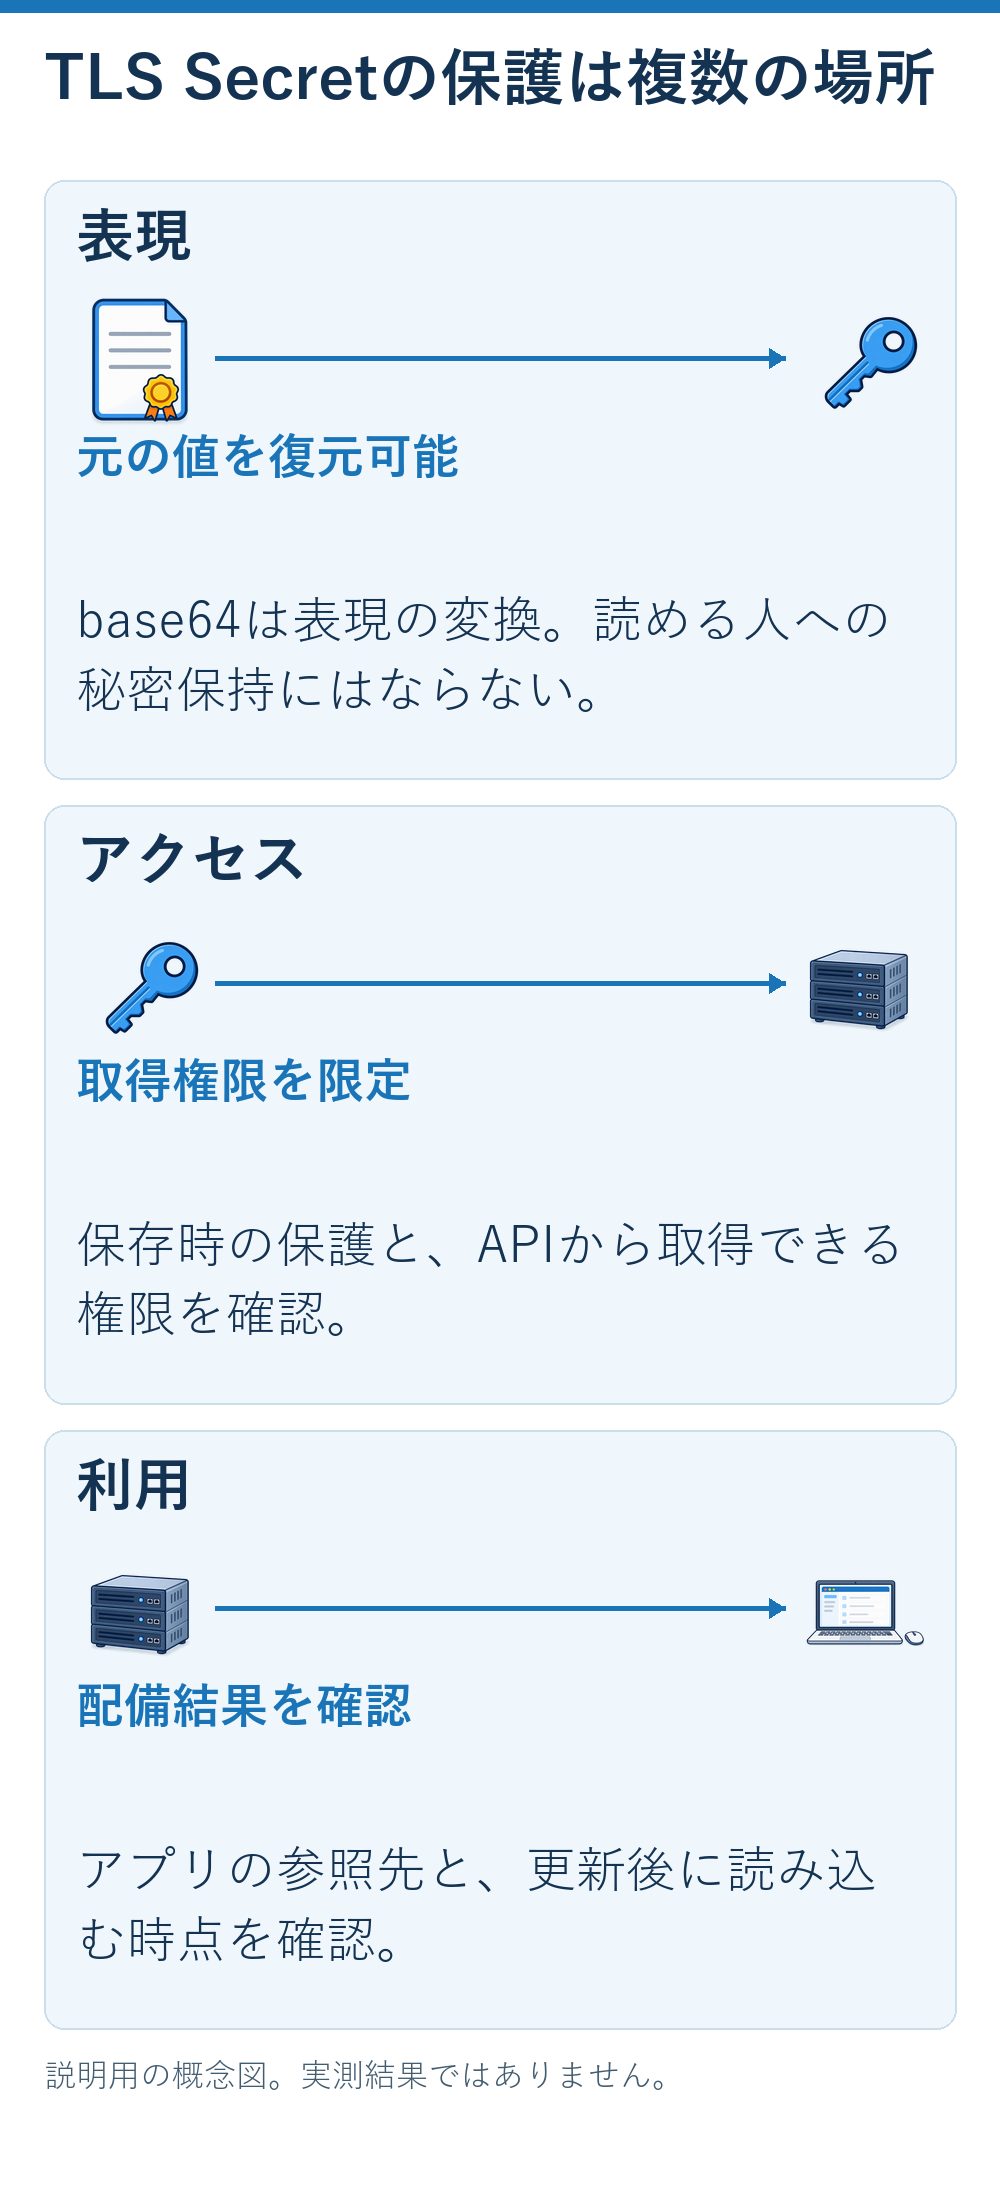 TLS Secretの保護は複数の場所
表現
元の値を復元可能
base64は表現の変換。読める人への
秘密保持にはならない。
アクセス
取得権限を限定
保存時の保護と、APIから取得できる
権限を確認。
利用
配備結果を確認
アプリの参照先と、更新後に読み込
む時点を確認。
説明用の概念図。実測結果ではありません。